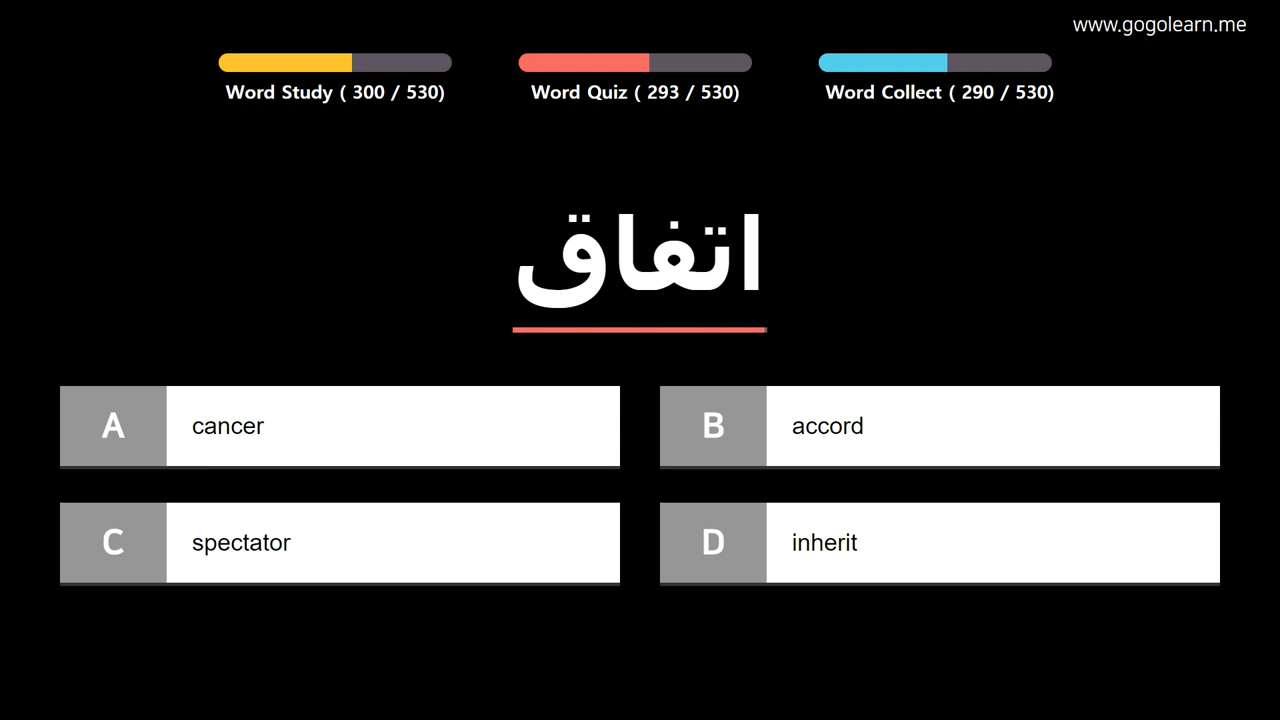 www.gogolearn.me
Word Study ( 300 / 530)
Word Quiz ( 293 / 530)
Word Collect ( 290 / 530)
اتفاق
A cancer
B accord
C spectator
D inherit